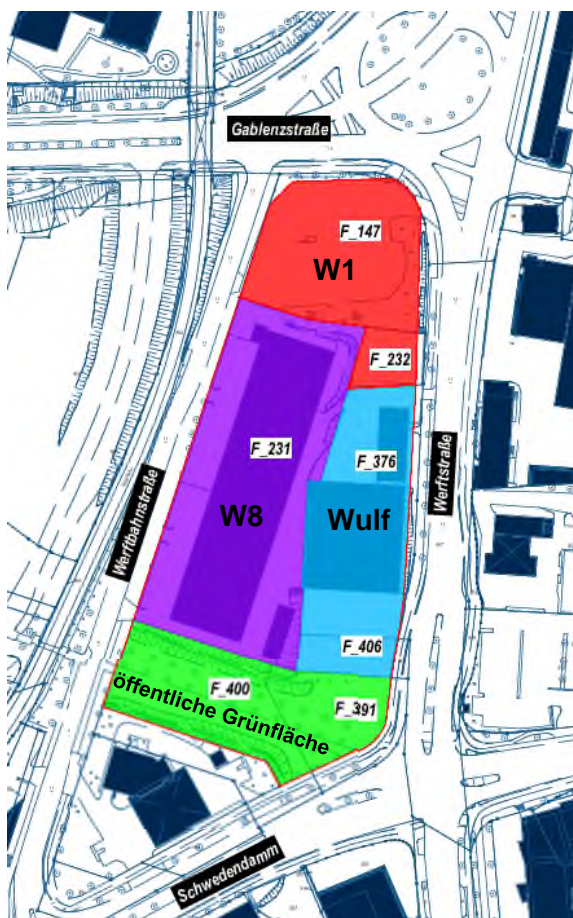 Gablenzstraße
F_147
W1
F_232
F_231
F_376
Werftstraße
W8
Wulf
Werftbahnstraße
F_406
F_400
F_391
öffentliche Grünfläche
Schwedendamm